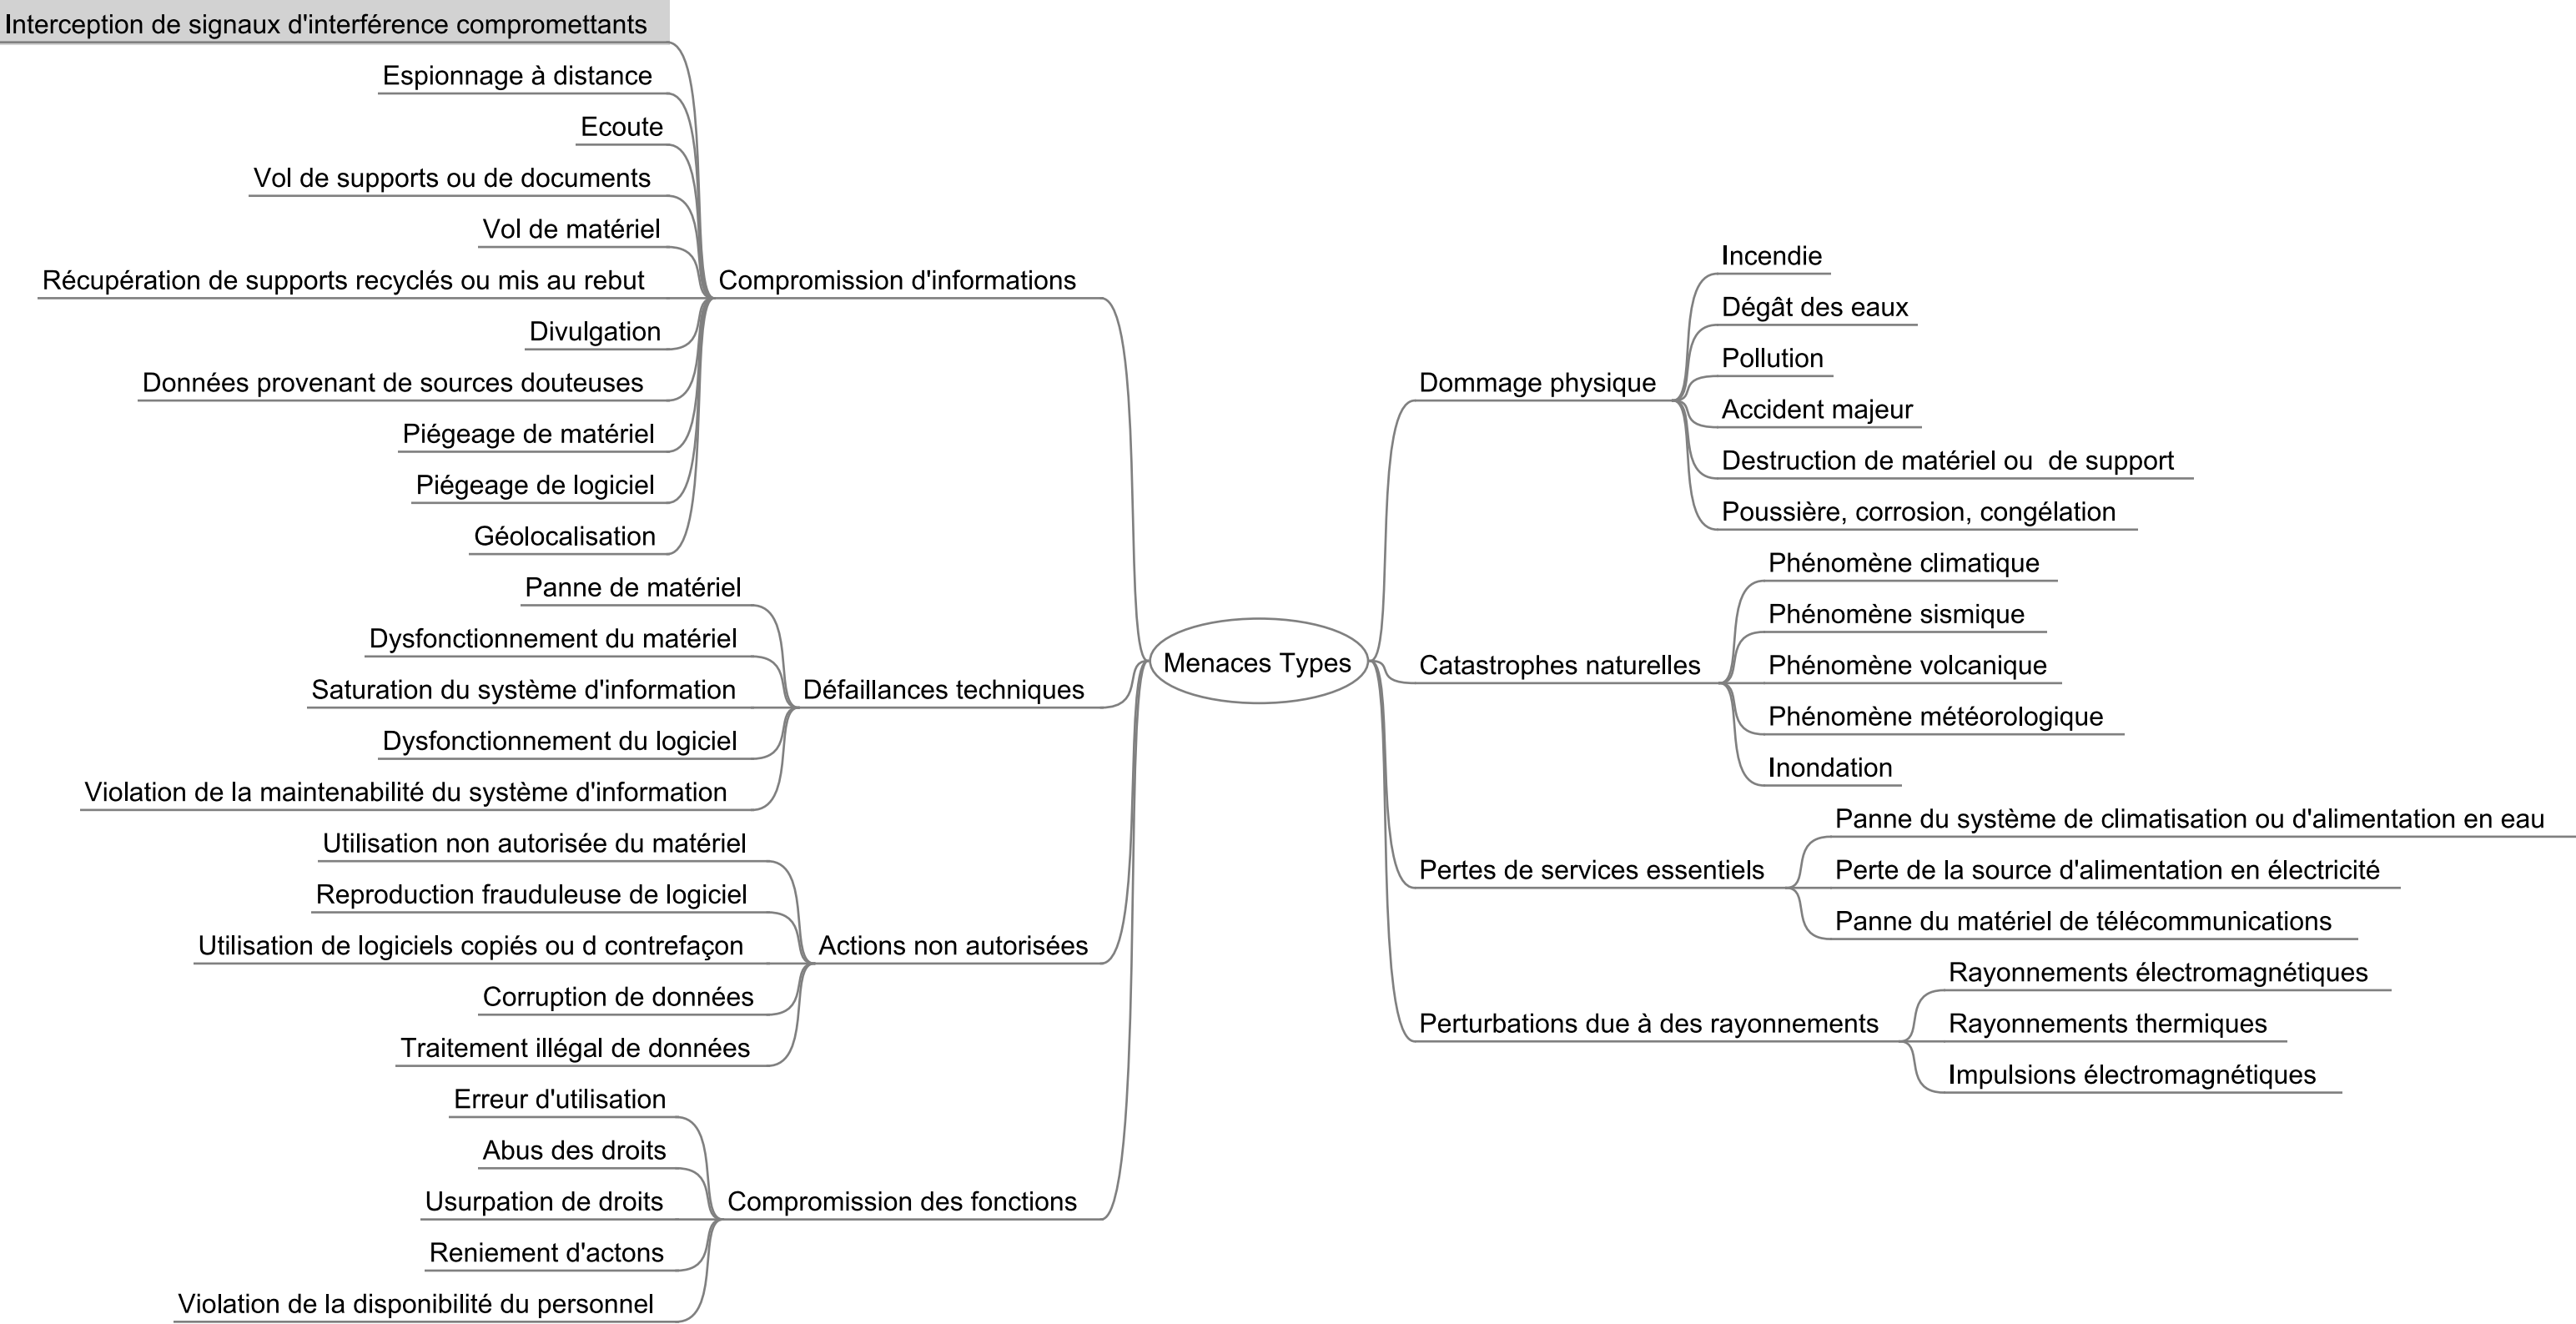 Interception de signaux d'interférence compromettants
Espionnage à distance
Ecoute
Vol de supports ou de documents
Vol de matériel
Récupération de supports recyclés ou mis au rebut
Divulgation
Données provenant de sources douteuses
Piégeage de matériel
Piégeage de logiciel
Géolocalisation
Compromission d'informations
Panne de matériel
Dysfonctionnement du matériel
Saturation du système d'information
Dysfonctionnement du logiciel
Violation de la maintenabilité du système d'information
Défaillances techniques
Utilisation non autorisée du matériel
Reproduction frauduleuse de logiciel
Utilisation de logiciels copiés ou d contrefaçon
Corruption de données
Traitement illégal de données
Actions non autorisées
Erreur d'utilisation
Abus des droits
Usurpation de droits
Reniement d'actons
Violation de la disponibilité du personnel
Compromission des fonctions
Menaces Types
Dommage physique
Incendie
Dégât des eaux
Pollution
Accident majeur
Destruction de matériel ou  de support
Poussière, corrosion, congélation
Catastrophes naturelles
Phénomène climatique
Phénomène sismique
Phénomène volcanique
Phénomène météorologique
Inondation
Pertes de services essentiels
Panne du système de climatisation ou d'alimentation en eau
Perte de la source d'alimentation en électricité
Panne du matériel de télécommunications
Perturbations due à des rayonnements
Rayonnements électromagnétiques
Rayonnements thermiques
Impulsions électromagnétiques